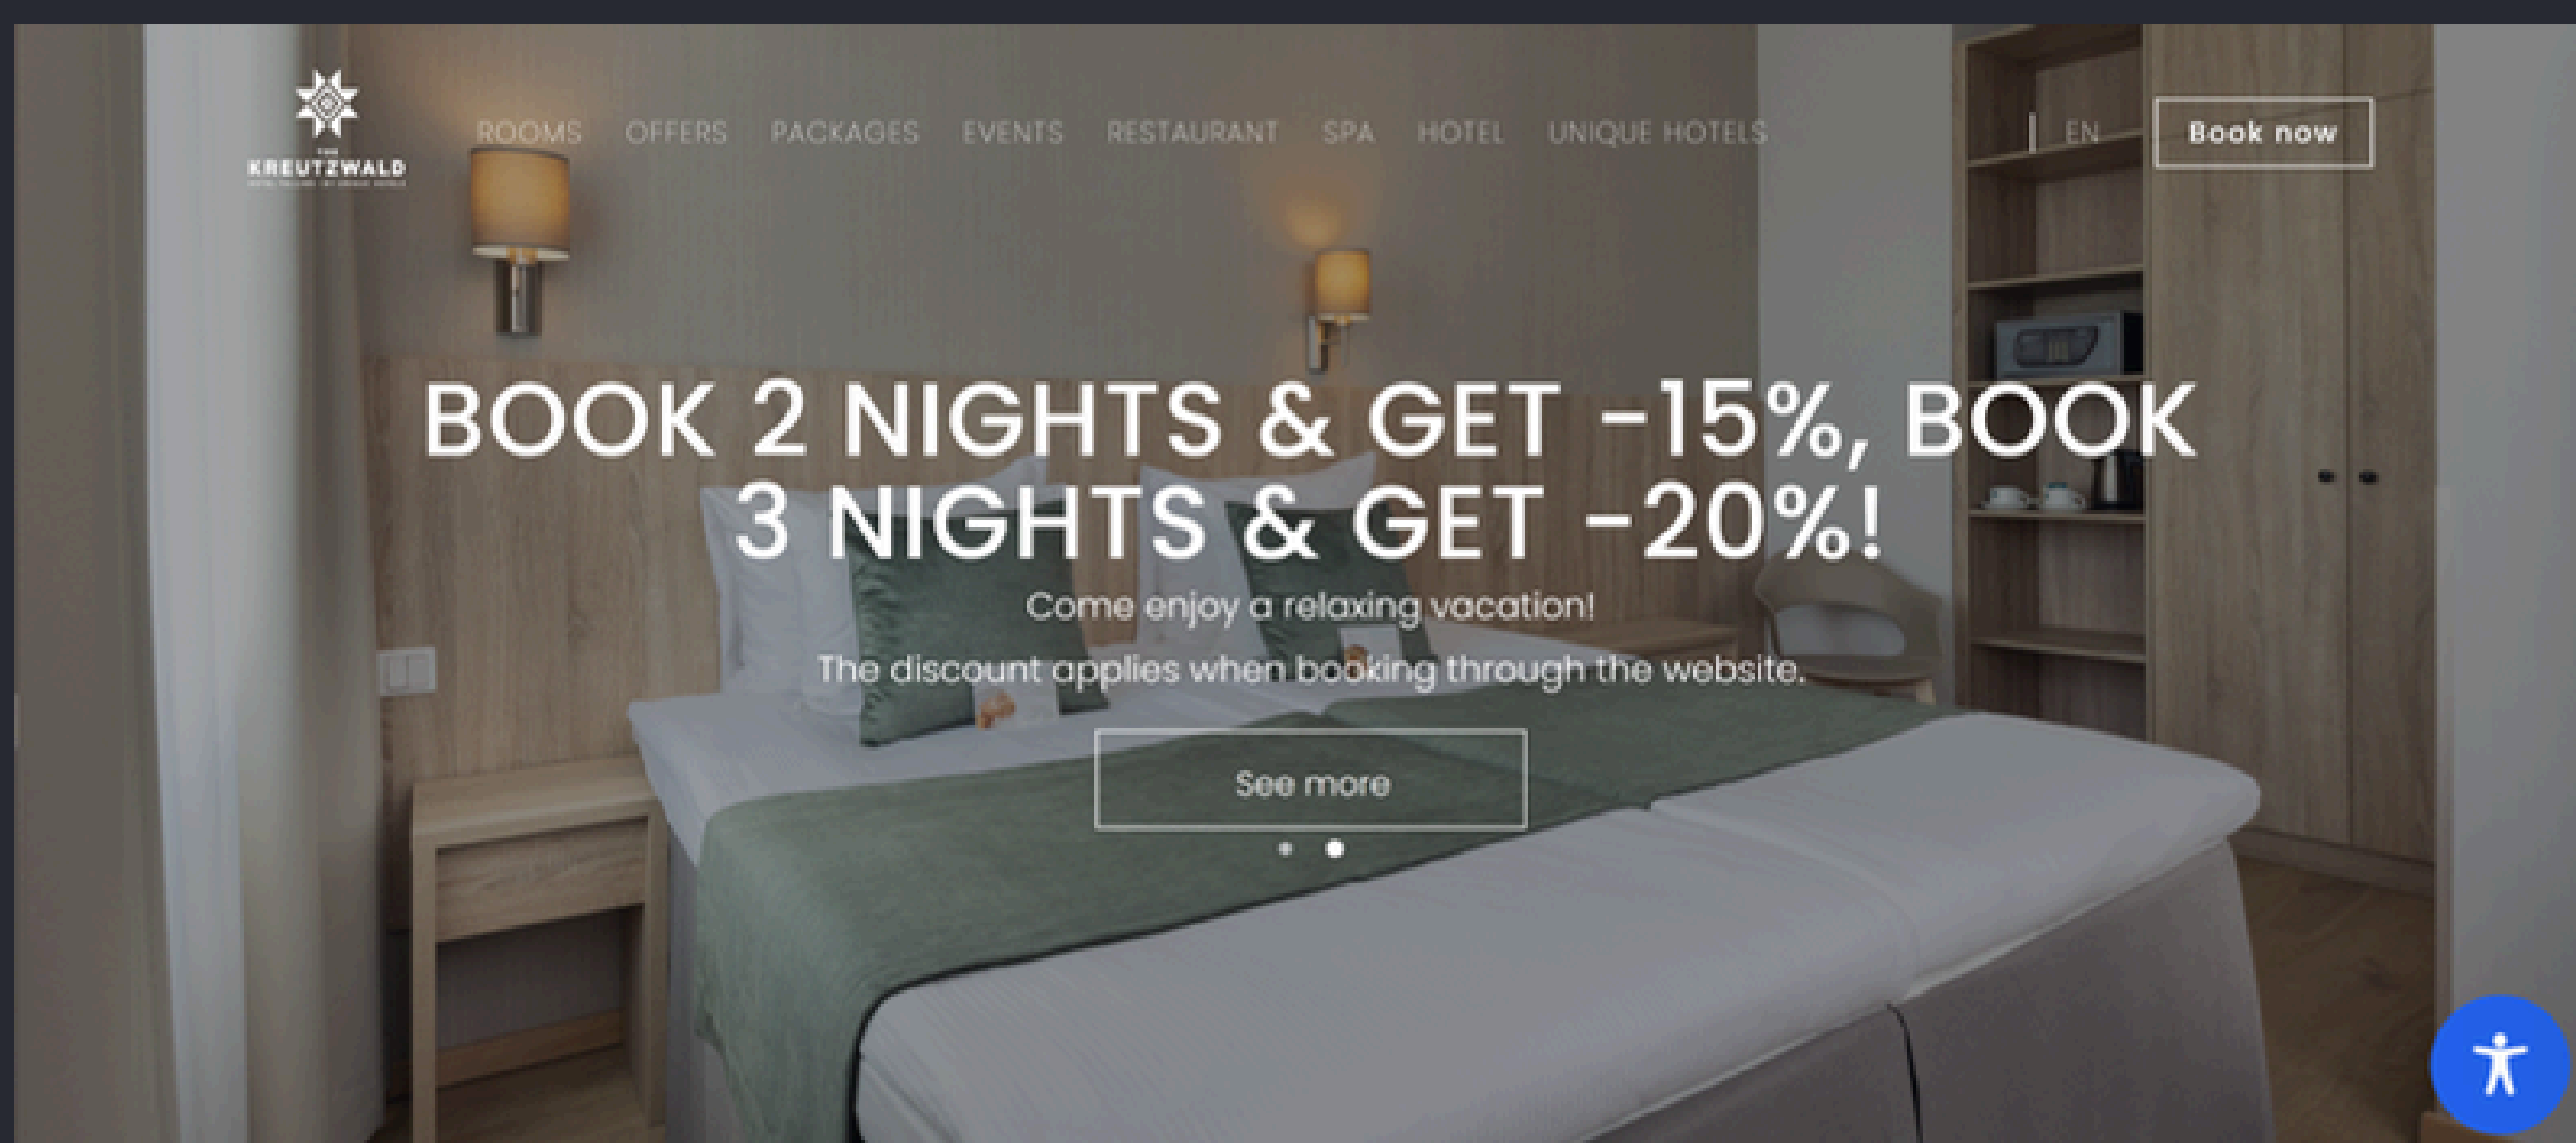 THE
KREUTZWALD
ROOMS OFFERS PACKAGES EVENTS RESTAURANT SPA HOTEL UNIQUE HOTELS EN Book now
BOOK 2 NIGHTS & GET -15%, BOOK
3 NIGHTS & GET -20%!
Come enjoy a relaxing vacation!
The discount applies when booking through the website.
See more